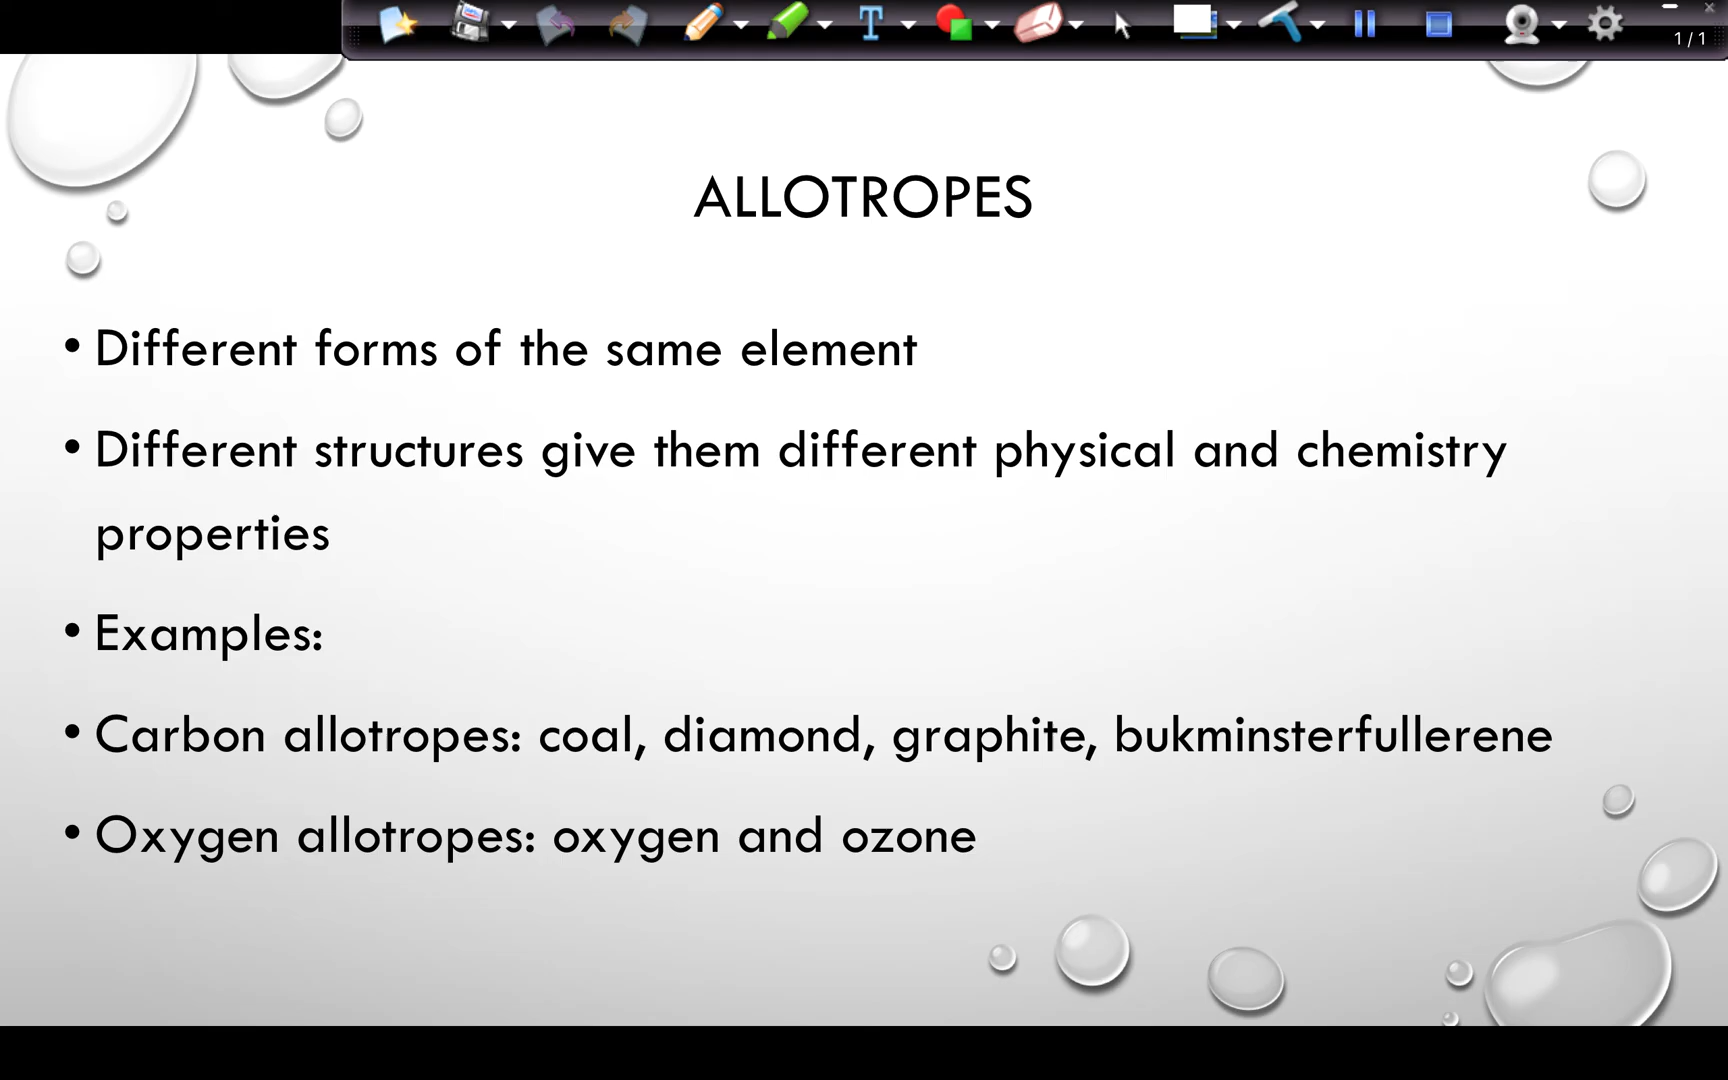 1 / 1
ALLOTROPES
• Different forms of the same element
• Different structures give them different physical and chemistry
properties
• Examples:
• Carbon allotropes: coal, diamond, graphite, bukminsterfullerene
• Oxygen allotropes: oxygen and ozone